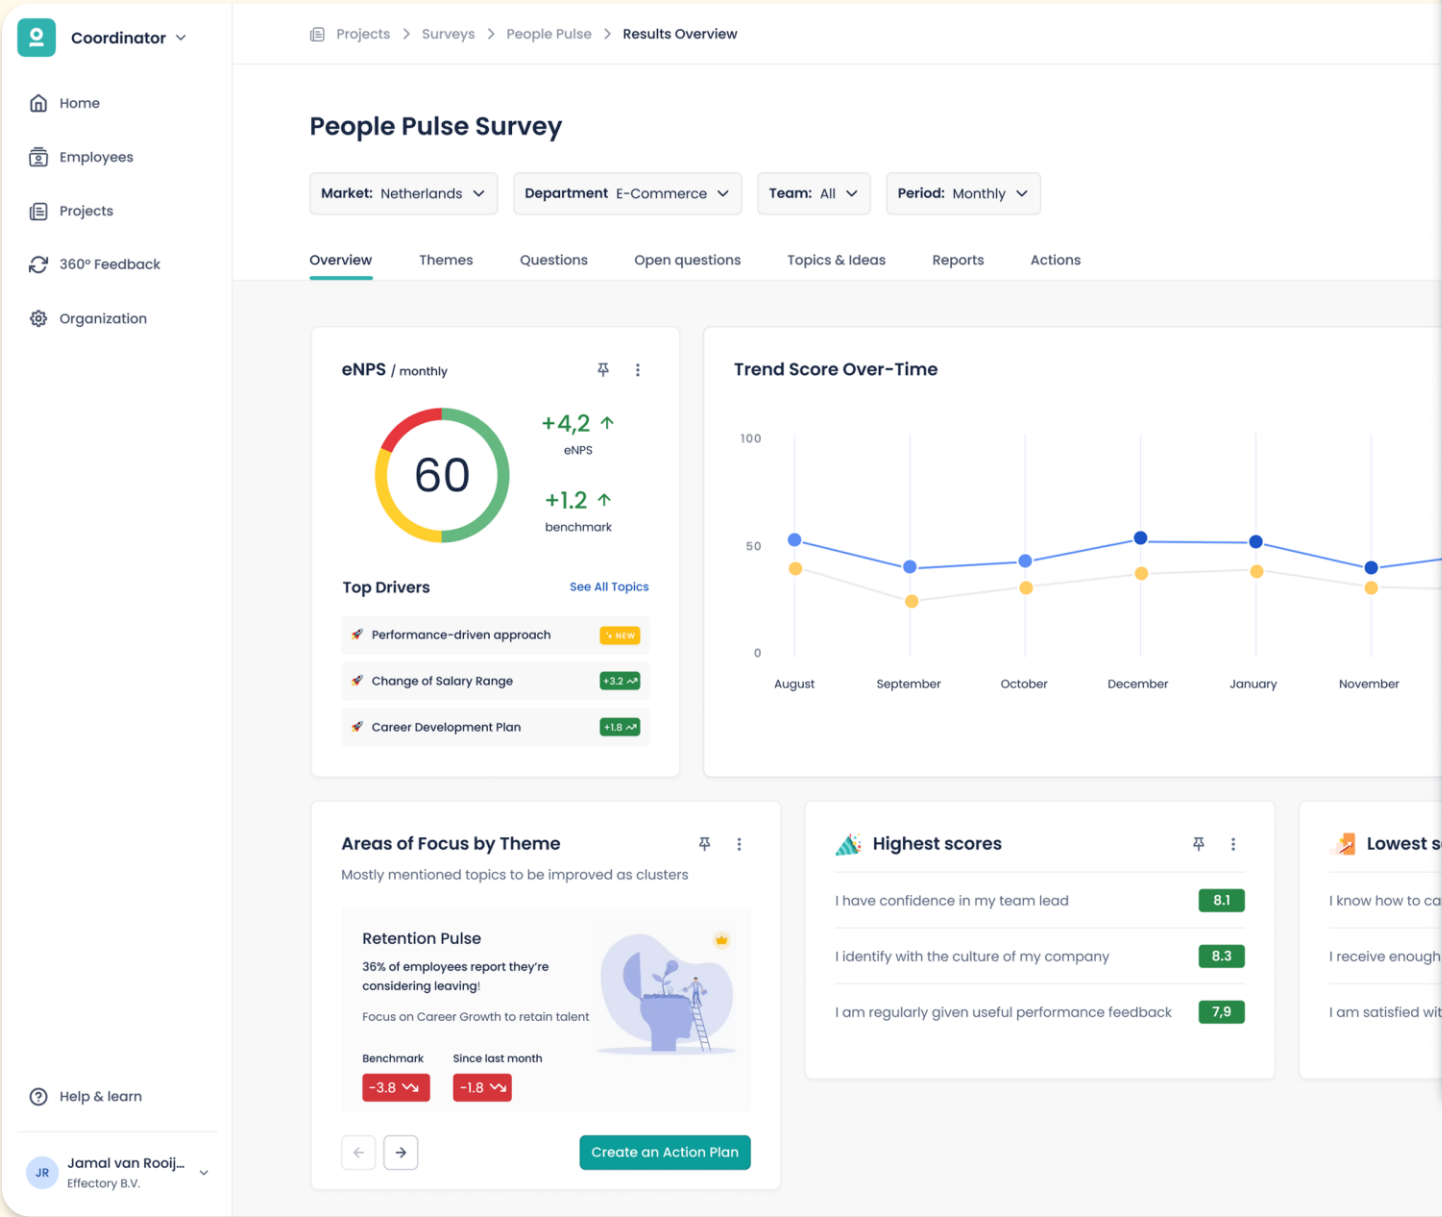 Coordinator
Projects > Surveys > People Pulse > Results Overview
Home
Employees
Projects
360° Feedback
Organization
Help & learn
JR
Jamal van Rooij...
Effectory B.V.
People Pulse Survey
Market: Netherlands
Department E-Commerce
Team: All
Period: Monthly
Overview
Themes
Questions
Open questions
Topics & Ideas
Reports
Actions
eNPS / monthly
60
+4,2 ↑
eNPS
+1.2 ↑
benchmark
Top Drivers
See All Topics
Performance-driven approach
NEW
Change of Salary Range
+3.2
Career Development Plan
+1.8
Trend Score Over-Time
100
50
0
August
September
October
December
January
November
Areas of Focus by Theme
Mostly mentioned topics to be improved as clusters
Retention Pulse
36% of employees report they're
considering leaving!
Focus on Career Growth to retain talent
Benchmark
Since last month
-3.8
-1.8
Create an Action Plan
Highest scores
I have confidence in my team lead
8.1
I identify with the culture of my company
8.3
I am regularly given useful performance feedback
7,9
Lowest s
I know how to ca
I receive enough
I am satisfied wit